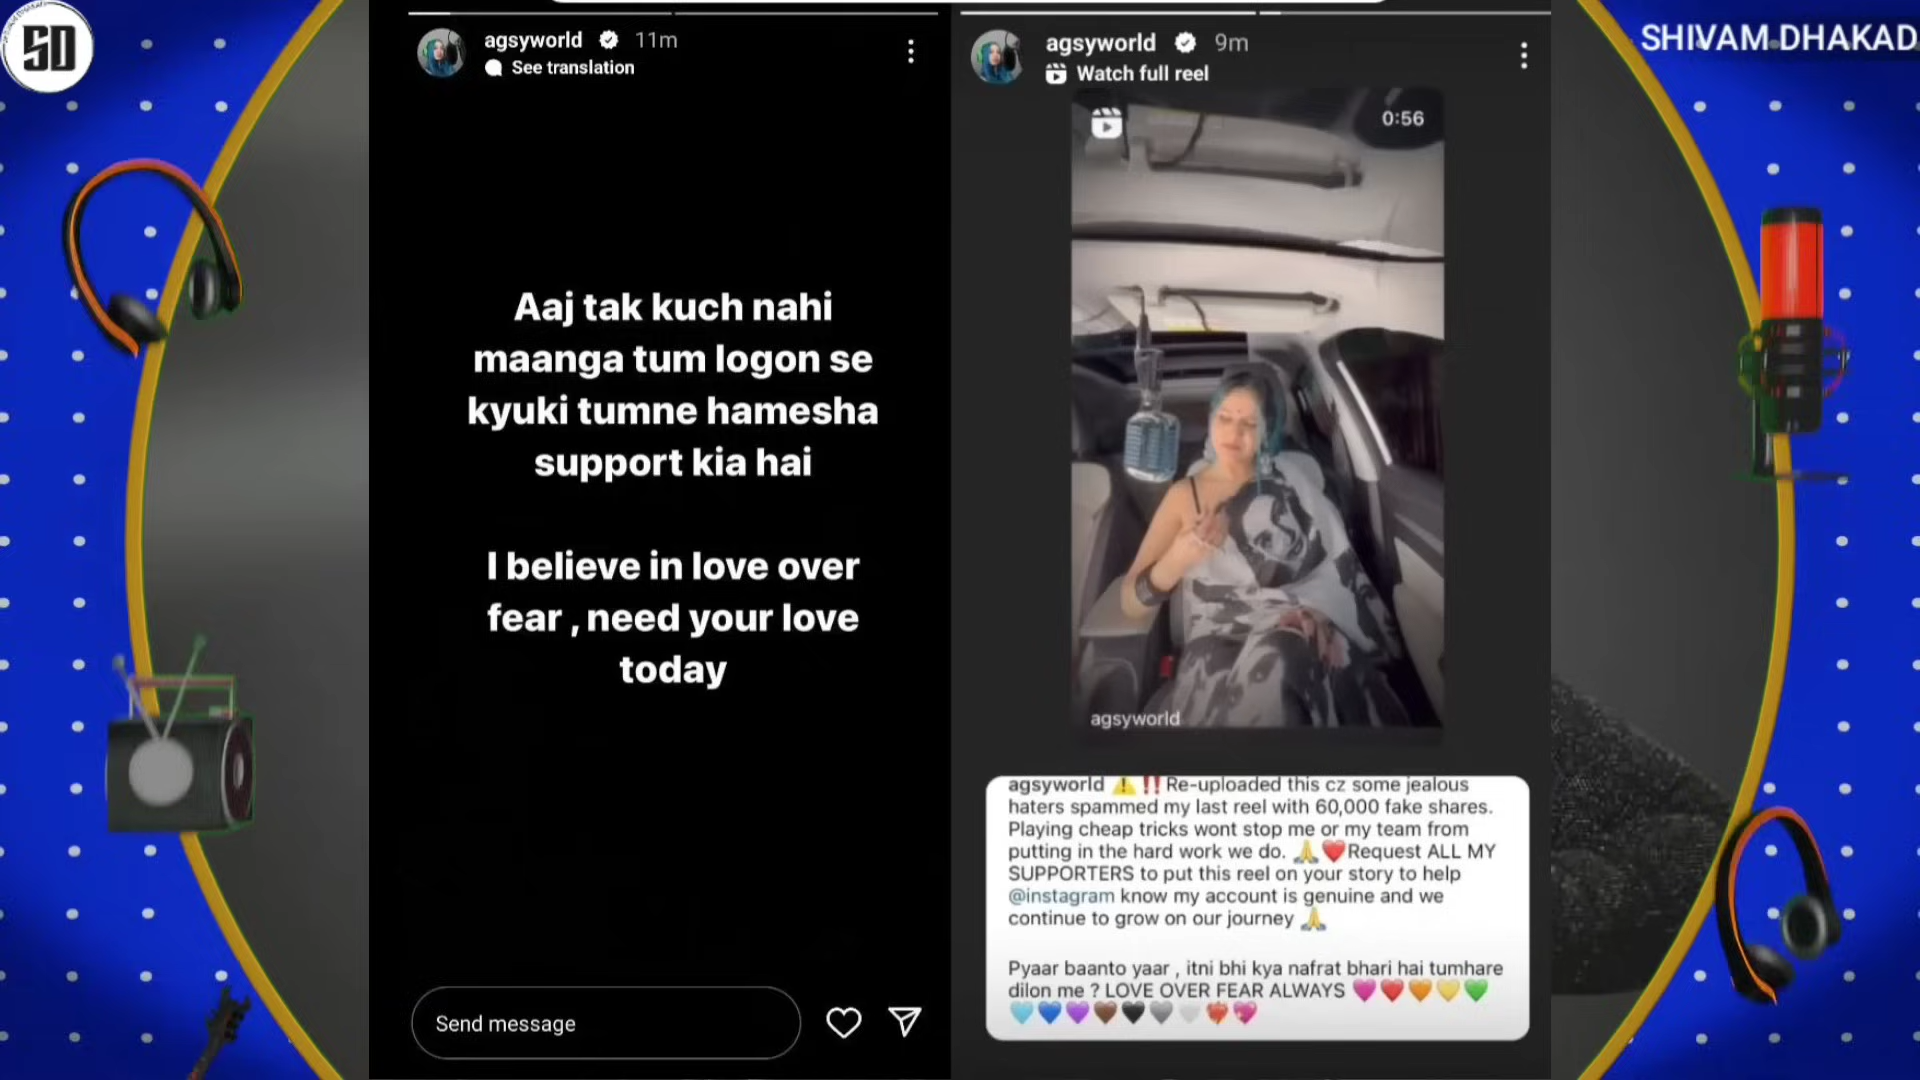 SD
SHIVAM DHAKAD
agsyworld 11m
See translation
Aaj tak kuch nahi
maanga tum logon se
kyuki tumne hamesha
support kia hai
I believe in love over
fear , need your love
today
Send message
agsyworld 9m
Watch full reel
0:56
agsyworld
agsyworld ⚠️ ‼️ Re-uploaded this cz some jealous
haters spammed my last reel with 60,000 fake shares.
Playing cheap tricks wont stop me or my team from
putting in the hard work we do. 🙏❤️Request ALL MY
SUPPORTERS to put this reel on your story to help
@instagram know my account is genuine and we
continue to grow on our journey 🙏
Pyaar baanto yaar , itni bhi kya nafrat bhari hai tumhare
dilon me ? LOVE OVER FEAR ALWAYS 🩷❤️🧡💛💚
🩵💙💜🤎🖤🩶🤍❤️‍🔥💖